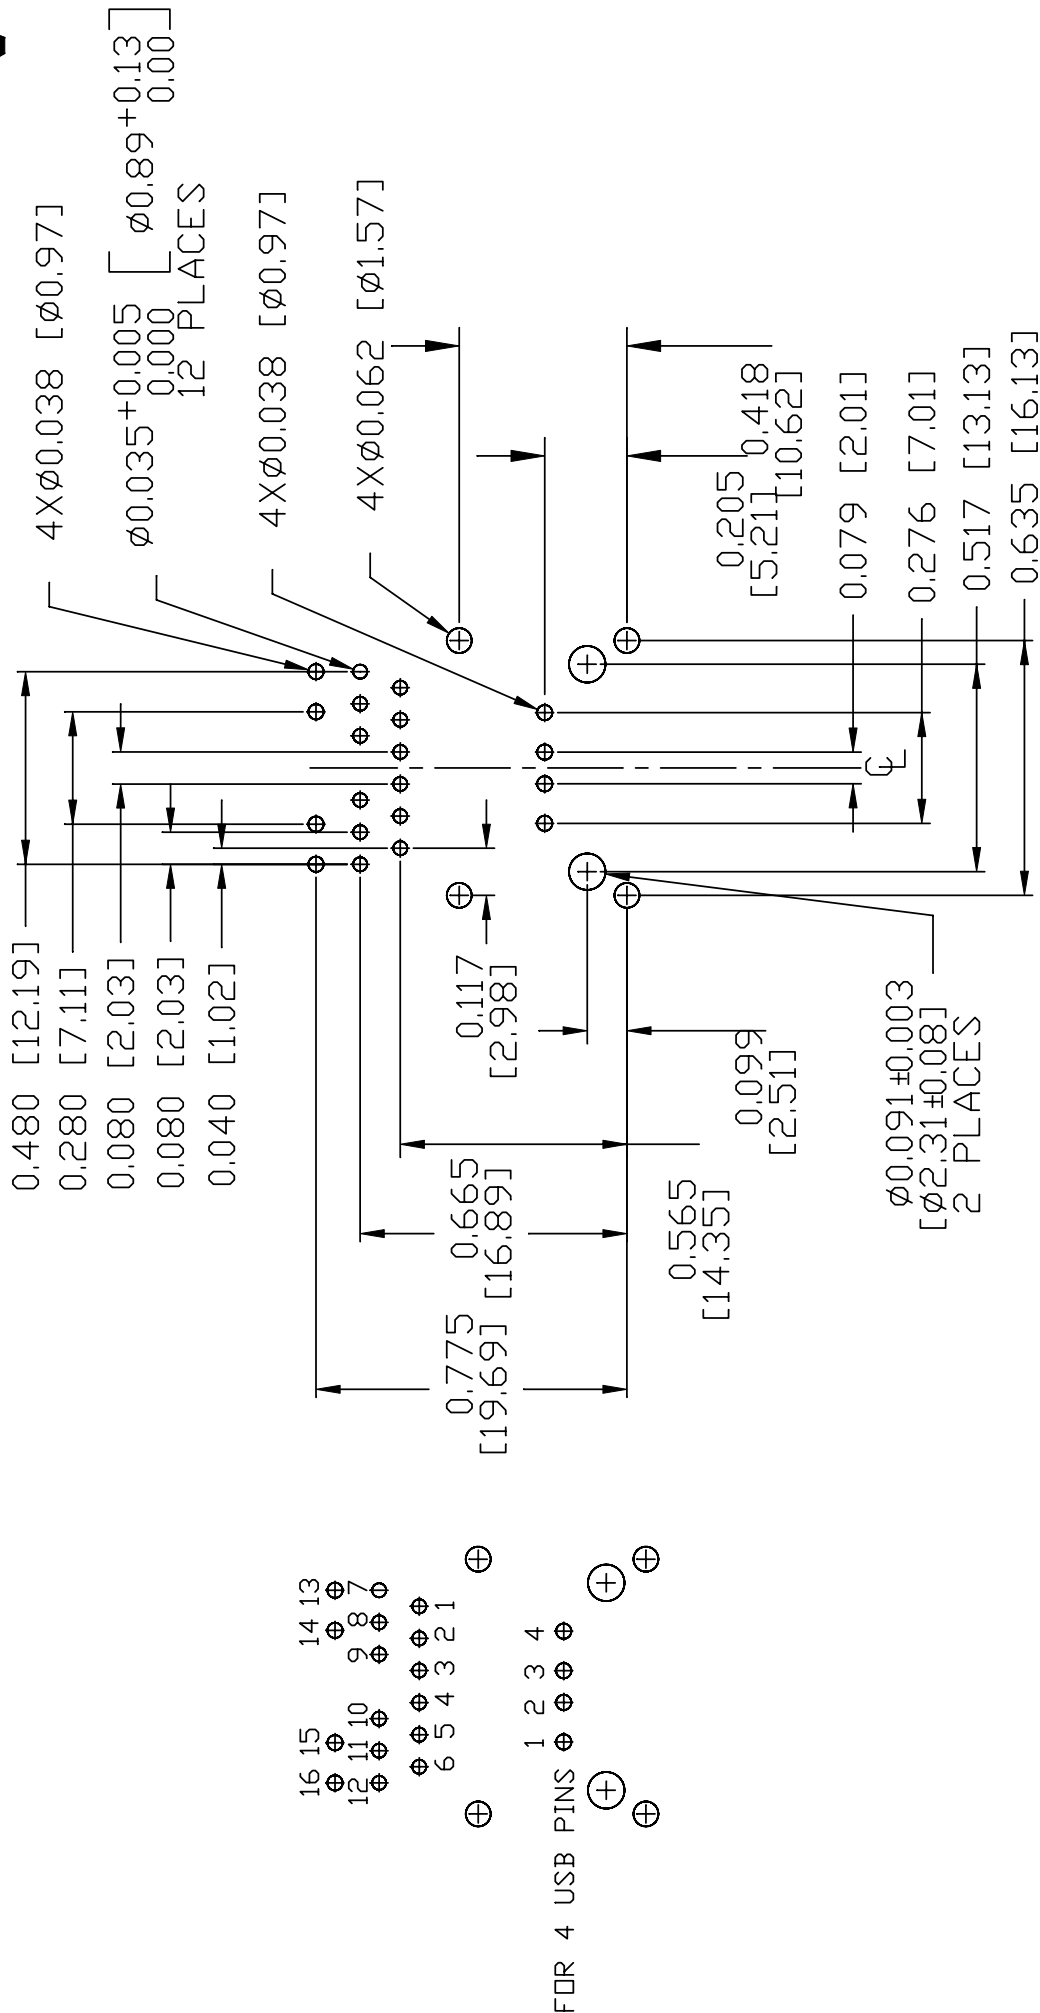 4XØ0.038 [Ø0.97]
Ø0.035 +0.005 0.000 [Ø0.89 +0.13 0.00]
12 PLACES
4XØ0.038 [Ø0.97]
4XØ0.062 [Ø1.57]
0.480 [12.19]
0.280 [7.11]
0.080 [2.03]
0.080 [2.03]
0.040 [1.02]
0.418
[10.62]
0.205
[5.21]
0.079 [2.01]
0.276 [7.01]
0.517 [13.13]
0.635 [16.13]
CL
0.117
[2.98]
0.099
[2.51]
Ø0.091±0.003
[Ø2.31±0.08]
2 PLACES
0.565
[14.35]
0.665
[16.89]
0.775
[19.69]
16 15 14 13
12 11 10 9 8 7
6 5 4 3 2 1
1 2 3 4
FOR 4 USB PINS